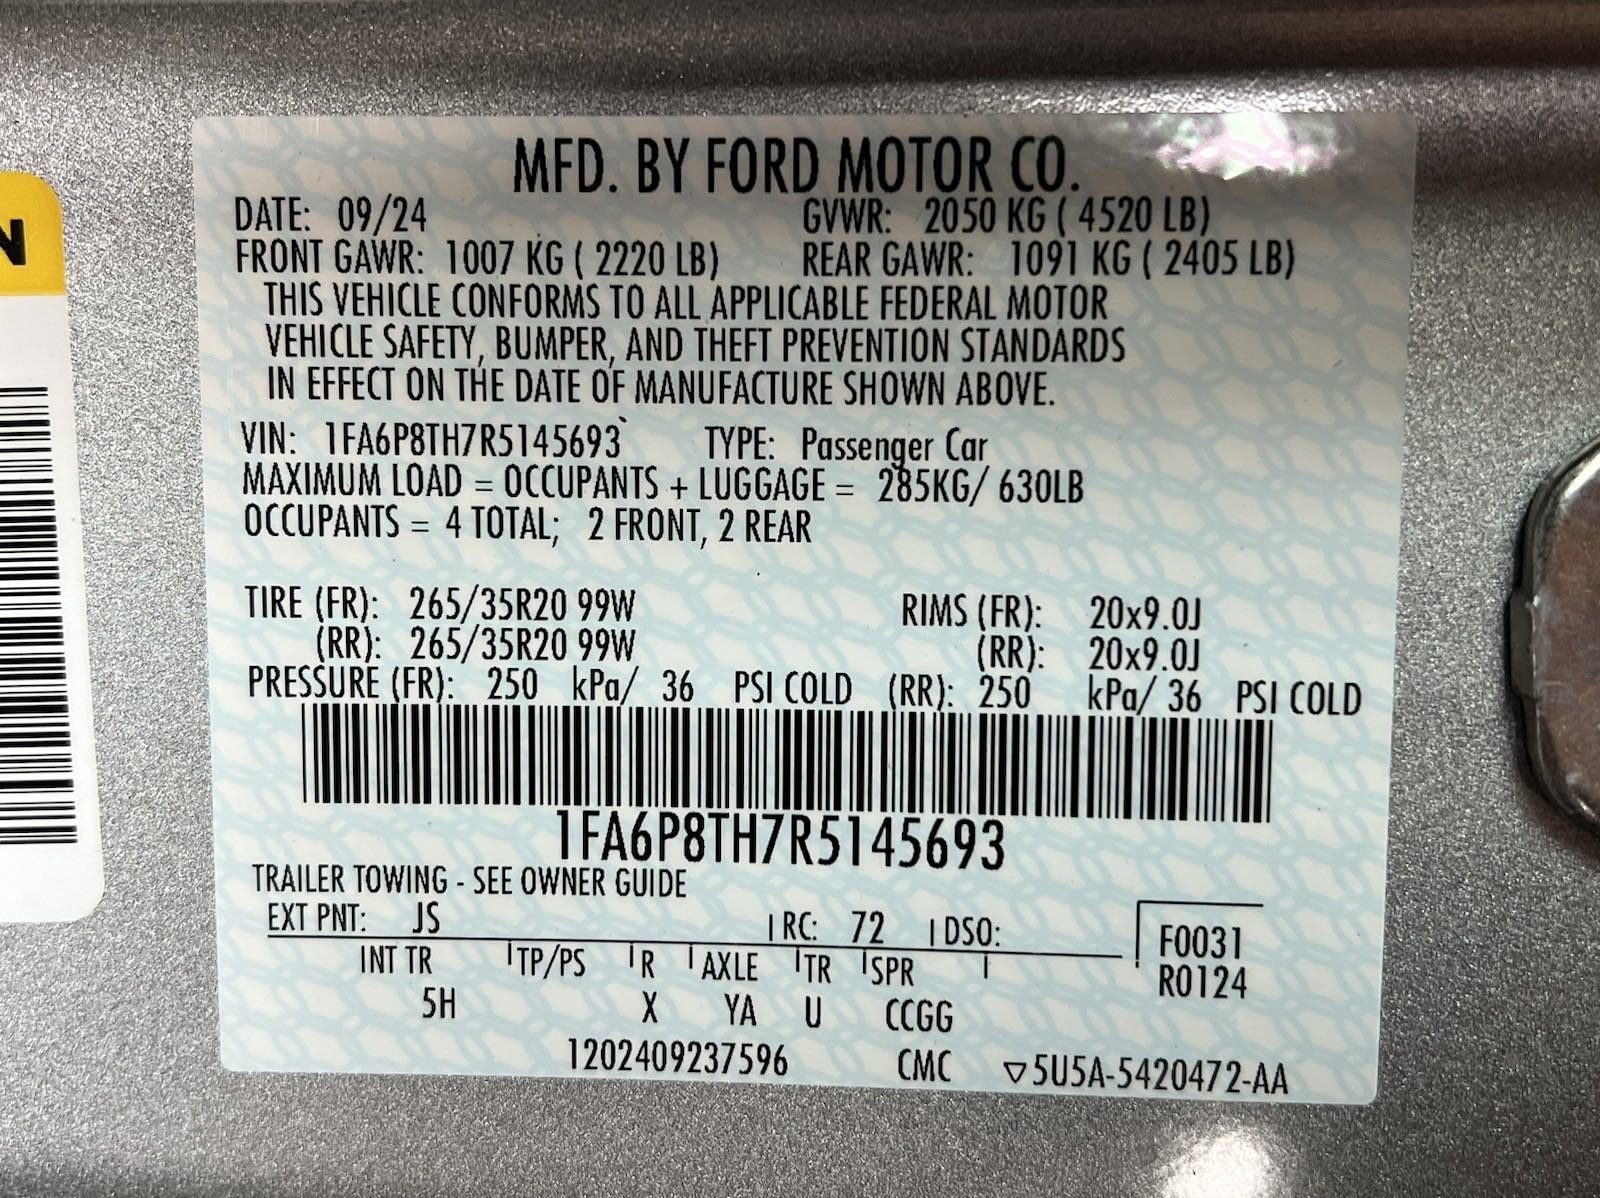 N
MFD. BY FORD MOTOR CO.
DATE: 09/24 GVWR: 2050 KG ( 4520 LB)
FRONT GAWR: 1007 KG ( 2220 LB) REAR GAWR: 1091 KG ( 2405 LB)
THIS VEHICLE CONFORMS TO ALL APPLICABLE FEDERAL MOTOR
VEHICLE SAFETY, BUMPER, AND THEFT PREVENTION STANDARDS
IN EFFECT ON THE DATE OF MANUFACTURE SHOWN ABOVE.
VIN: 1FA6P8TH7R5145693 TYPE: Passenger Car
MAXIMUM LOAD = OCCUPANTS + LUGGAGE = 285KG/ 630LB
OCCUPANTS = 4 TOTAL; 2 FRONT, 2 REAR
TIRE (FR): 265/35R20 99W RIMS (FR): 20x9.0J
(RR): 265/35R20 99W (RR): 20x9.0J
PRESSURE (FR): 250 kPa/ 36 PSI COLD (RR): 250 kPa/ 36 PSI COLD
1FA6P8TH7R5145693
TRAILER TOWING - SEE OWNER GUIDE
EXT PNT: JS RC: 72 DSO: F0031
INT TR TP/PS R AXLE TR SPR R0124
5H X YA U CCGG
1202409237596 CMC ▽5U5A-5420472-AA